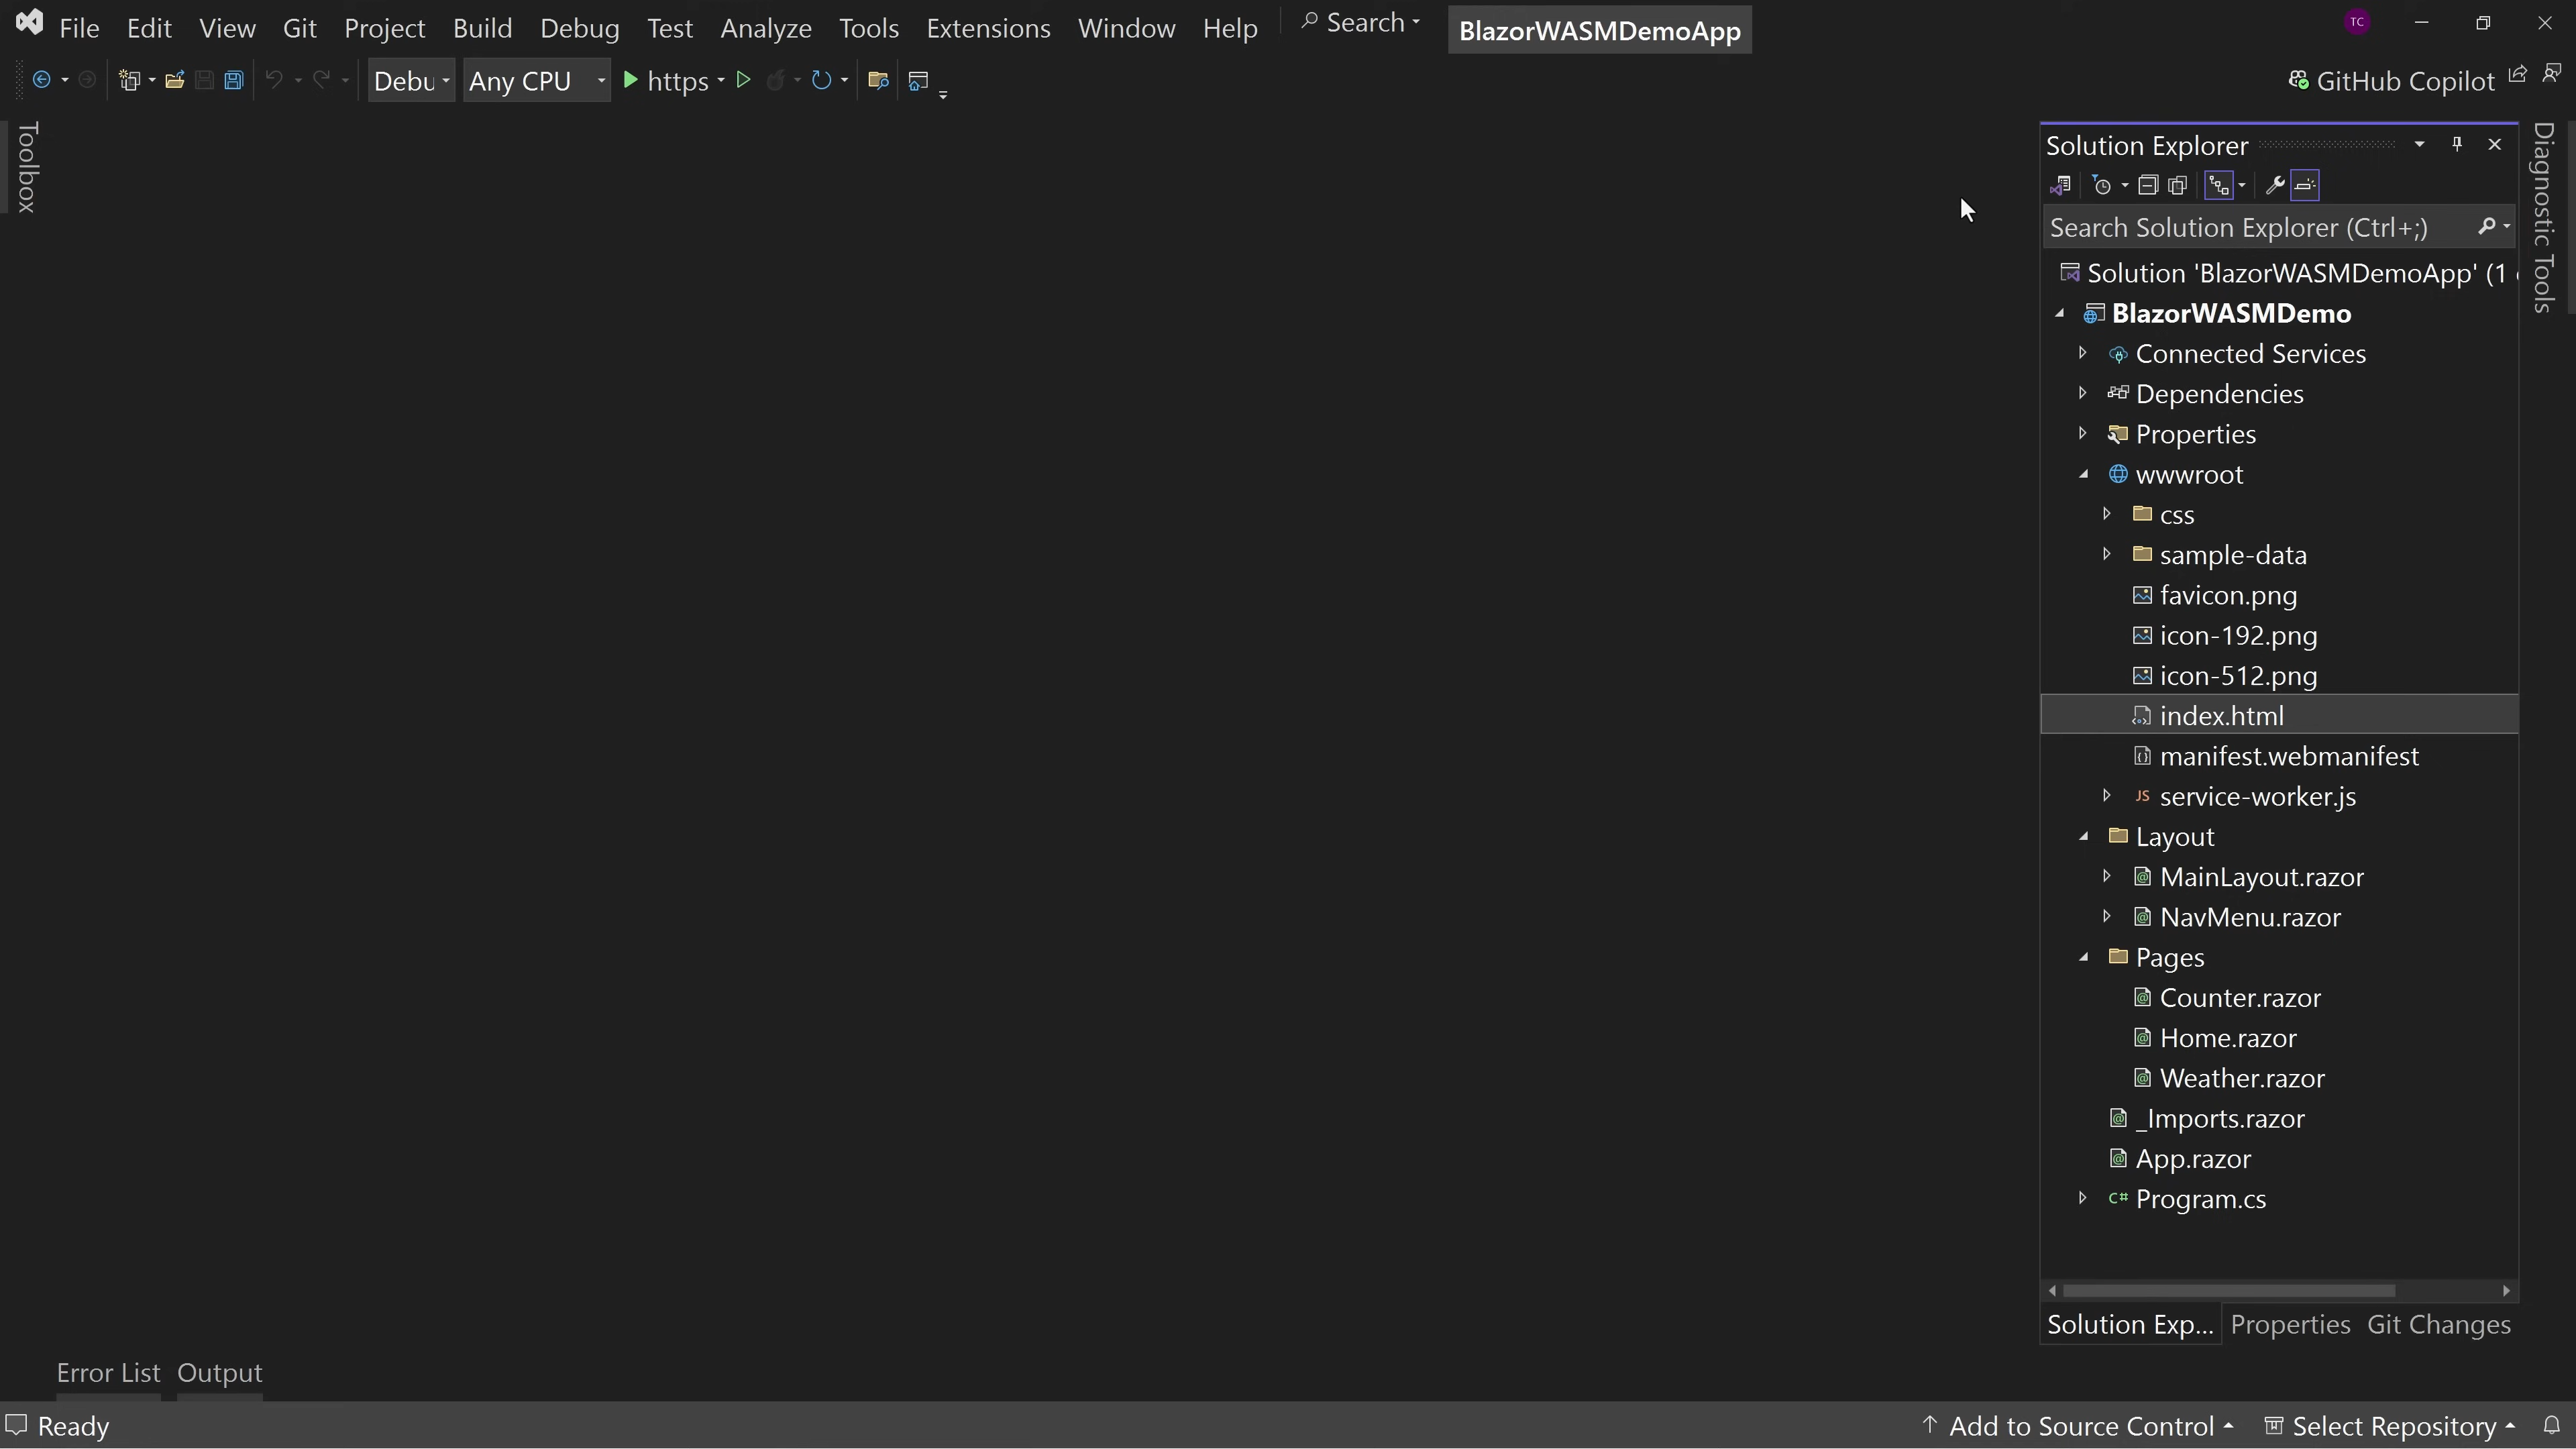 File Edit View Git Project Build Debug Test Analyze Tools Extensions Window Help Search BlazorWASMDemoApp TC
Debu Any CPU https GitHub Copilot
Toolbox
Solution Explorer
Search Solution Explorer (Ctrl+;)
Solution 'BlazorWASMDemoApp' (1
BlazorWASMDemo
Connected Services
Dependencies
Properties
wwwroot
css
sample-data
favicon.png
icon-192.png
icon-512.png
index.html
manifest.webmanifest
JS service-worker.js
Layout
MainLayout.razor
NavMenu.razor
Pages
Counter.razor
Home.razor
Weather.razor
_Imports.razor
App.razor
C# Program.cs
Solution Exp... Properties Git Changes
Diagnostic Tools
Error List Output
Ready Add to Source Control Select Repository